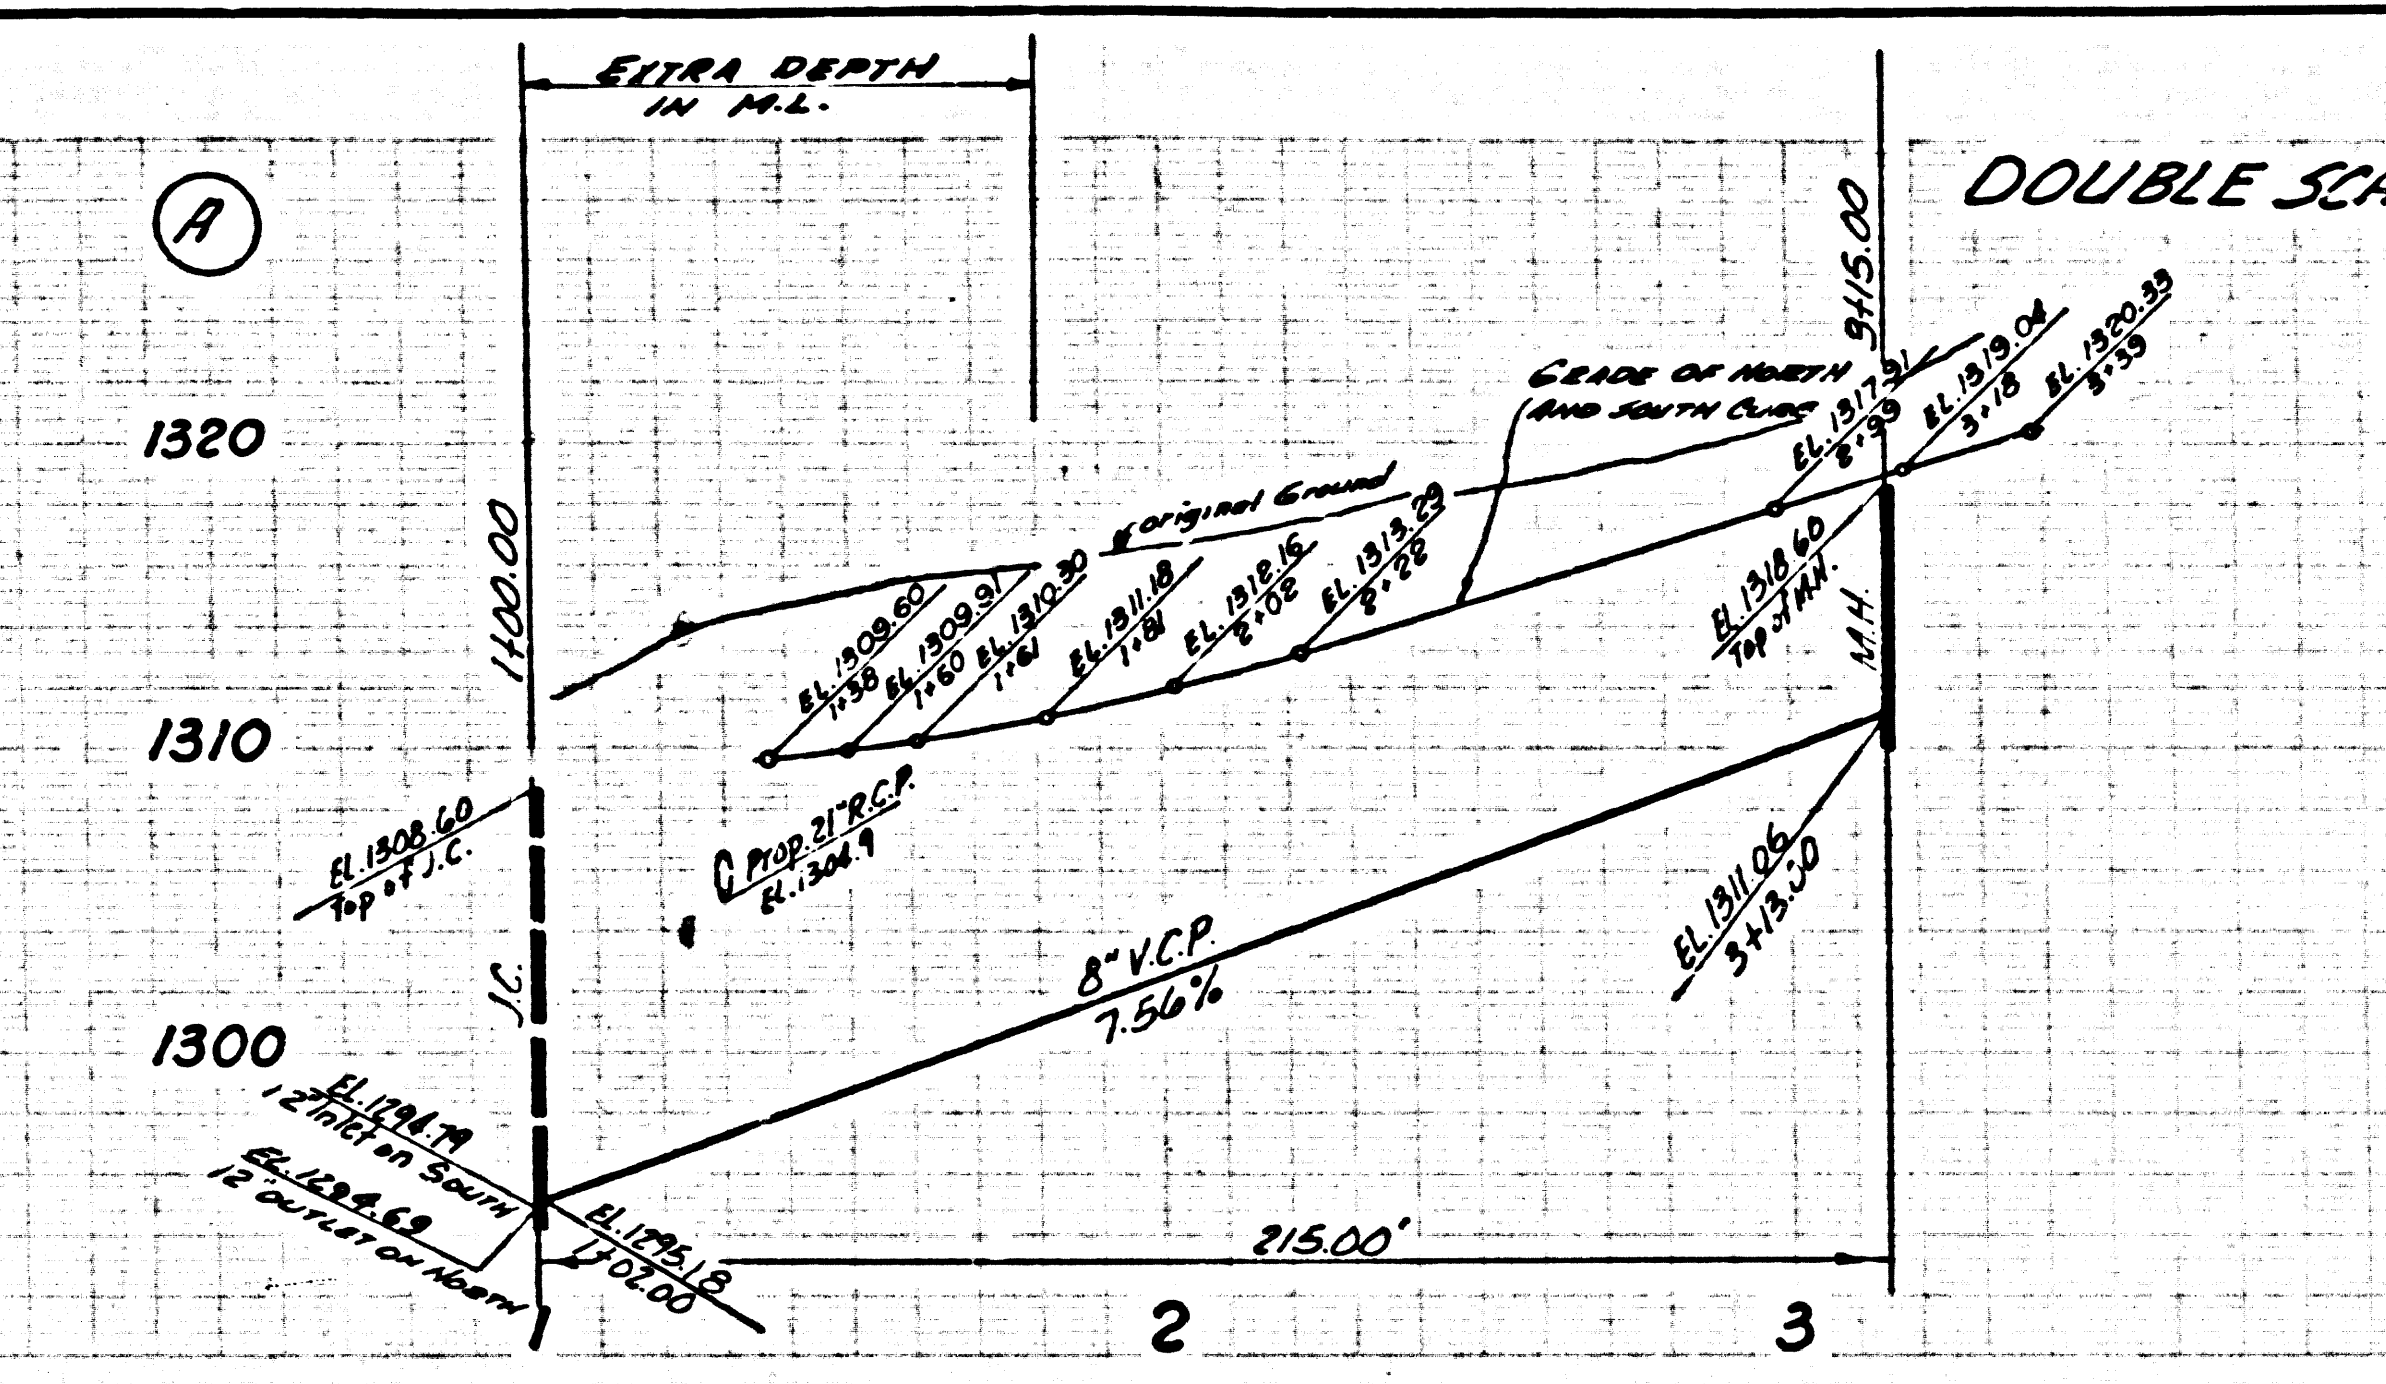 EXTRA DEPTH
IN M.L.
A
DOUBLE SCA
1320
1310
1300
1+00.00
3+15.00
GRADE OF NORTH
AND SOUTH CURB
Original Ground
EL. 1309.60
1+38
EL. 1309.91
1+50
EL. 1310.30
1+61
EL. 1311.18
1+81
EL. 1312.16
2+02
EL. 1313.29
2+22
EL. 1317.91
2+99
EL. 1319.04
3+18
EL. 1320.33
3+39
EL. 1318.60
Top of M.H.
M.H.
EL. 1308.60
Top of J.C.
J.C.
Prop. 21" R.C.P.
EL. 1304.9
8" V.C.P.
7.56%
EL. 1311.06
3+13.00
EL. 1294.79
12" Inlet on South
EL. 1294.69
12" OUTLET ON NORTH
EL. 1295.18
1+02.00
215.00'
1
2
3